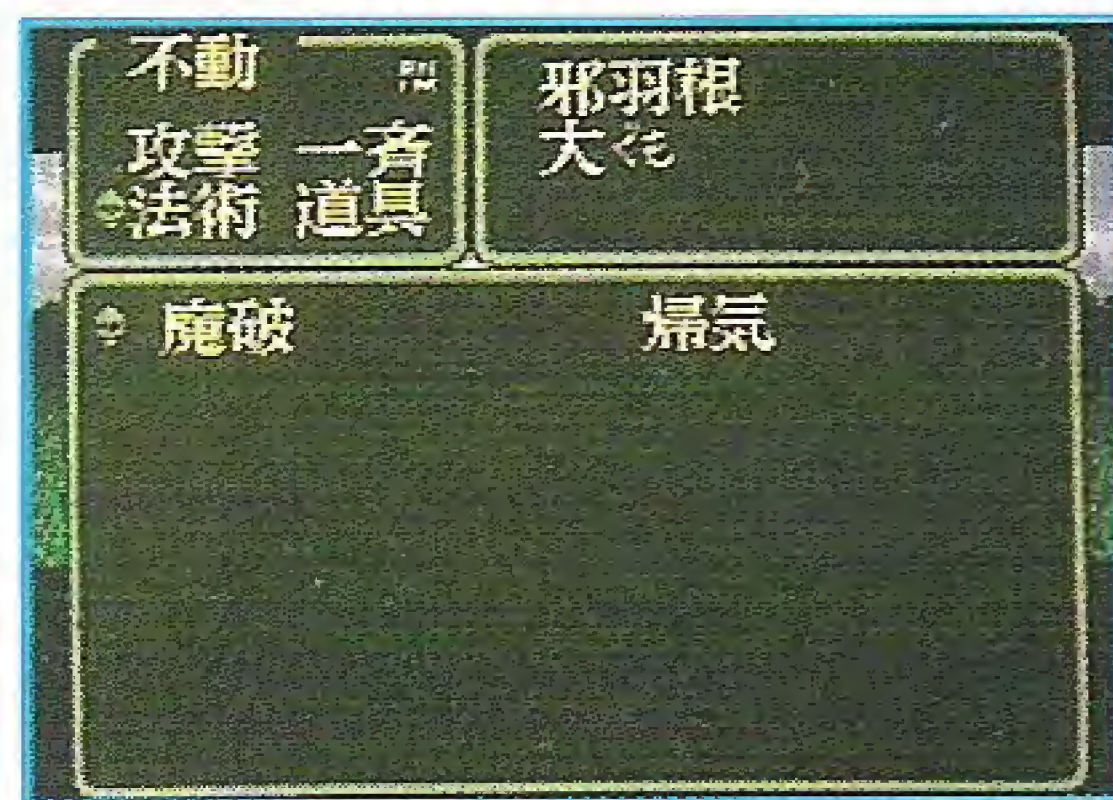 不動
攻撃 一斉
法術 道具
邪羽根
大ぐも
魔破 帰気